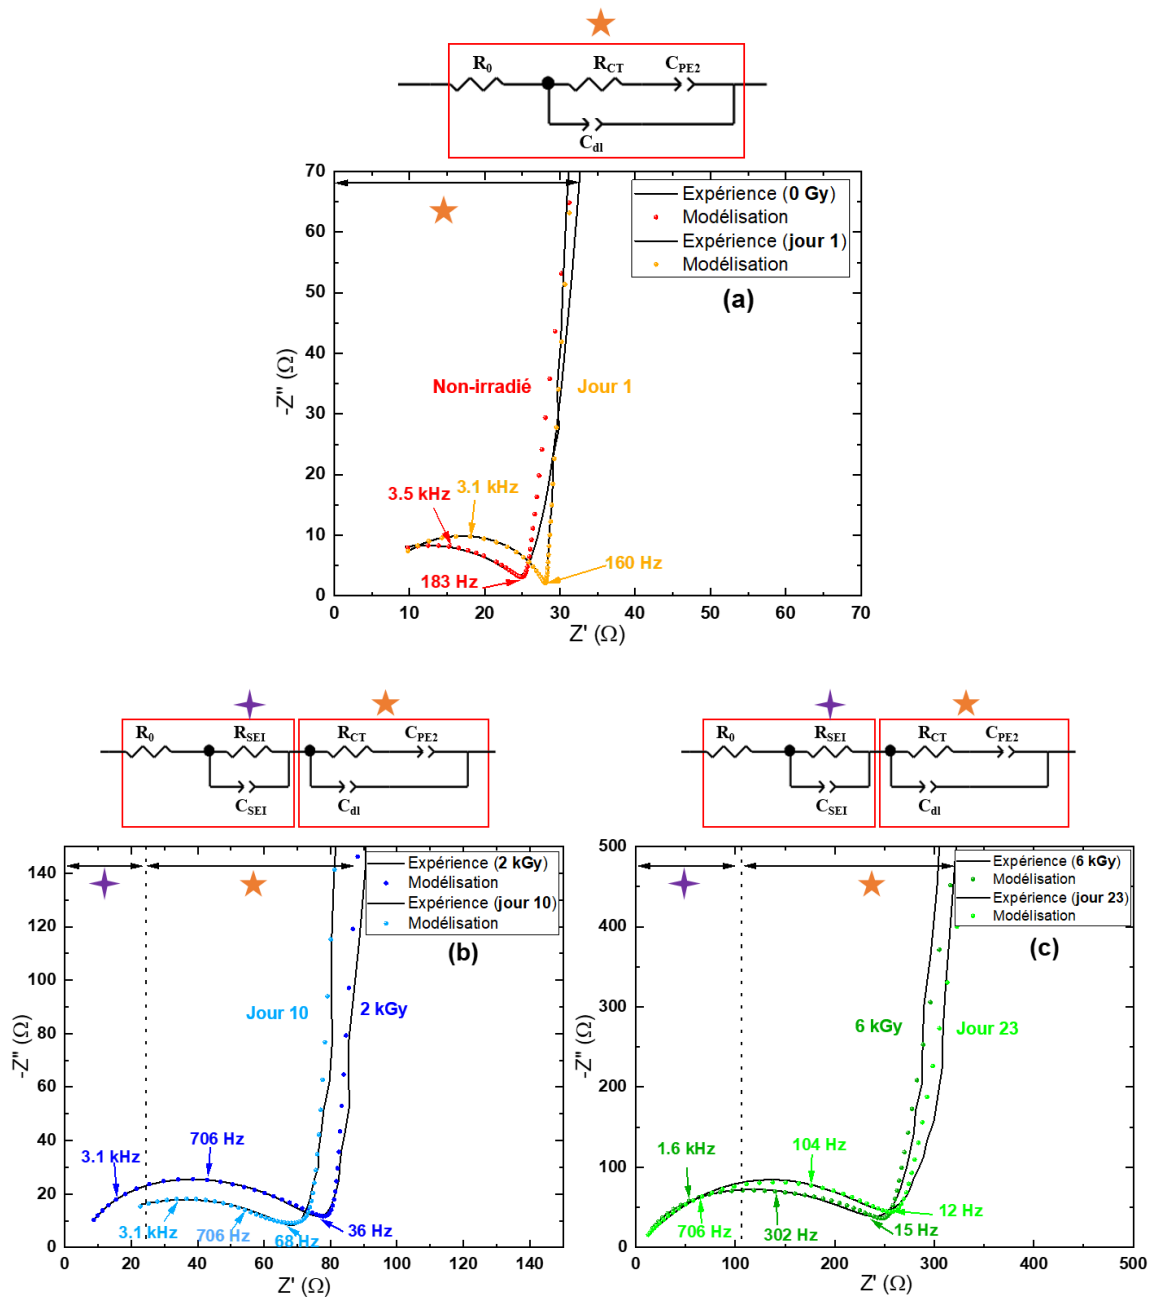 R0 RCT CPE2
Cdl
70
60
50
40
30
20
10
0
-Z" (Ω)
Expérience (0 Gy)
Modélisation
Expérience (jour 1)
Modélisation
(a)
Non-irradié
Jour 1
3.5 kHz
3.1 kHz
183 Hz
160 Hz
0 10 20 30 40 50 60 70
Z' (Ω)
R0 RSEI RCT CPE2
CSEI Cdl
140
120
100
80
60
40
20
0
-Z" (Ω)
Expérience (2 kGy)
Modélisation
Expérience (jour 10)
Modélisation
(b)
Jour 10
2 kGy
706 Hz
3.1 kHz
3.1 kHz
706 Hz
68 Hz
36 Hz
0 20 40 60 80 100 120 140
Z' (Ω)
R0 RSEI RCT CPE2
CSEI Cdl
500
400
300
200
100
0
-Z" (Ω)
Expérience (6 kGy)
Modélisation
Expérience (jour 23)
Modélisation
(c)
6 kGy
Jour 23
1.6 kHz
104 Hz
706 Hz
302 Hz
15 Hz
12 Hz
0 100 200 300 400 500
Z' (Ω)